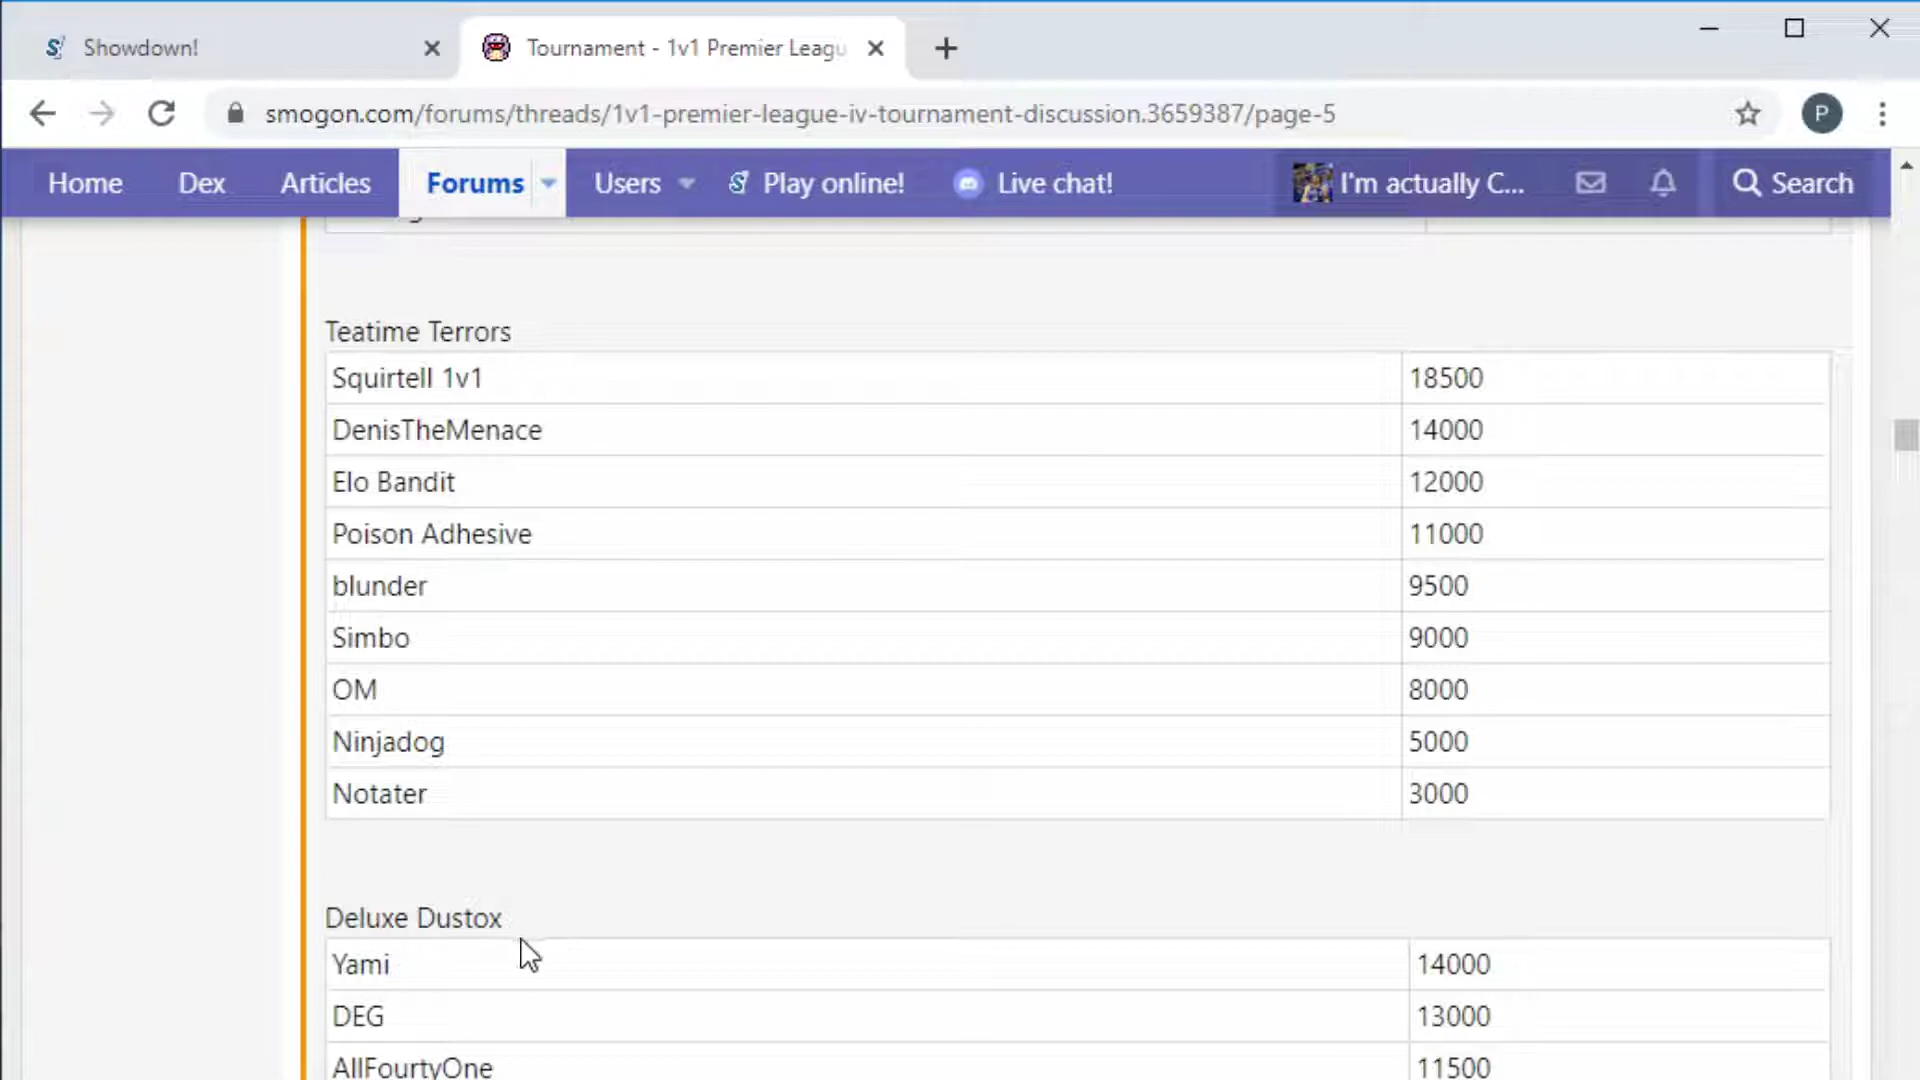 Showdown!
Tournament - 1v1 Premier Leagu
smogon.com/forums/threads/1v1-premier-league-iv-tournament-discussion.3659387/page-5
P
Home Dex Articles Forums Users Play online! Live chat! I'm actually C... Search
Teatime Terrors
Squirtell 1v1 18500
DenisTheMenace 14000
Elo Bandit 12000
Poison Adhesive 11000
blunder 9500
Simbo 9000
OM 8000
Ninjadog 5000
Notater 3000
Deluxe Dustox
Yami 14000
DEG 13000
AllFourtyOne 11500